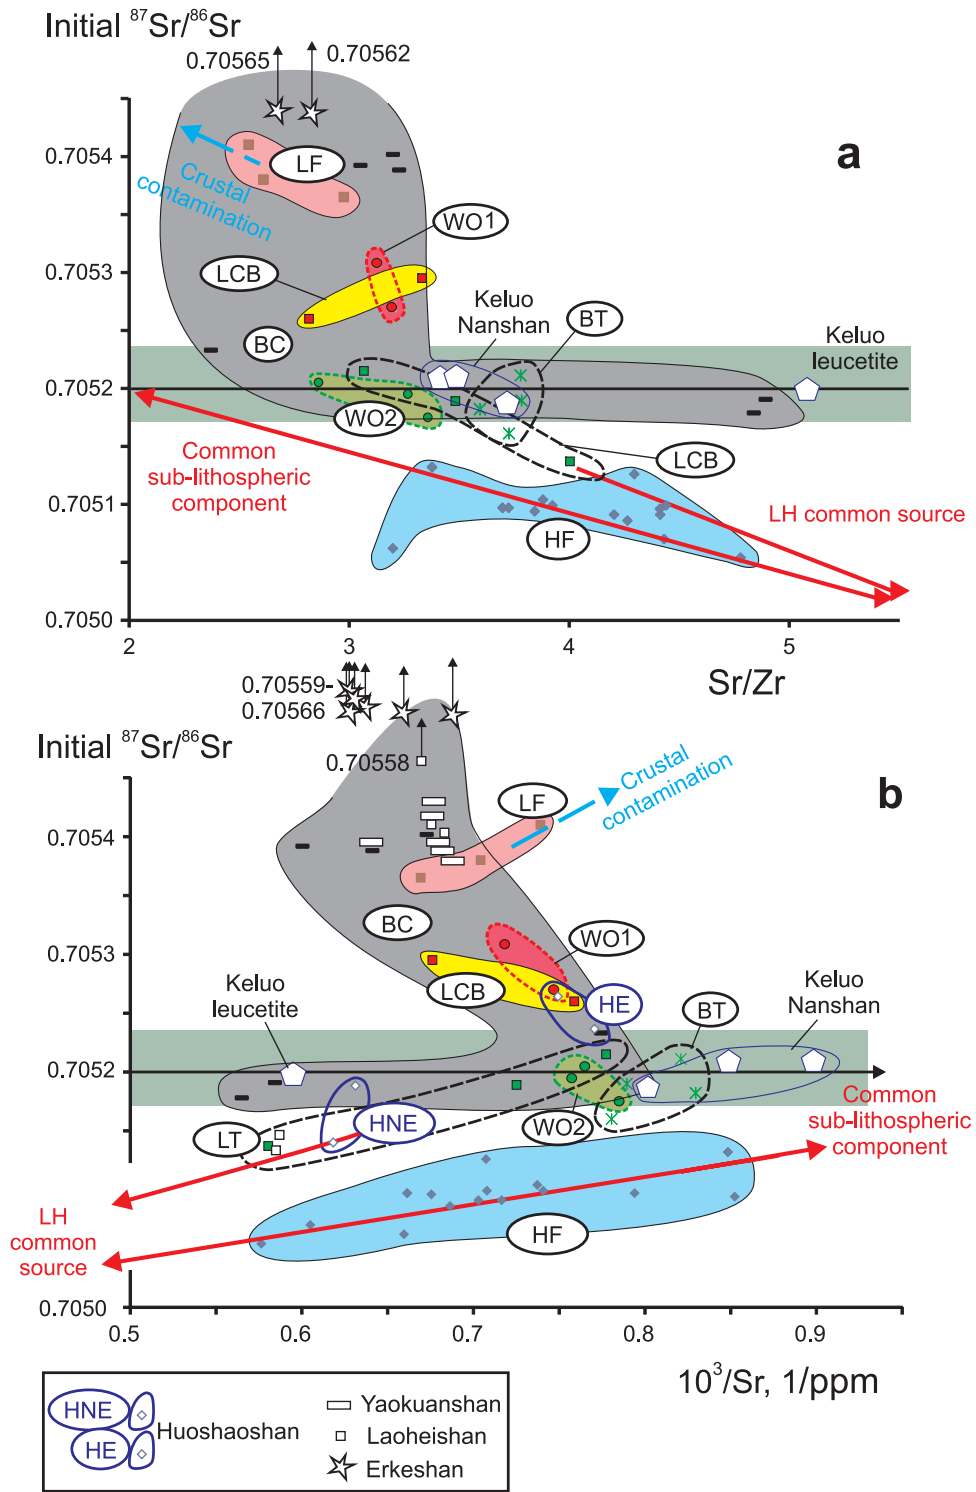 Initial ⁸⁷Sr/⁸⁶Sr
0.70565
0.70562
a
0.7054
LF
Crustal
contamination
WO1
0.7053
LCB
Keluo
Nanshan
BT
BC
Keluo
leucetite
0.7052
WO2
Common
sub-lithospheric
component
LCB
0.7051
LH common source
HF
0.7050
2
3
4
5
Sr/Zr
0.70559-
0.70566
Initial ⁸⁷Sr/⁸⁶Sr
0.70558
b
Crustal
contamination
LF
0.7054
BC
WO1
0.7053
LCB
HE
Keluo
leucetite
Keluo
Nanshan
BT
0.7052
WO2
Common
sub-lithospheric
component
HNE
LT
0.7051
LH
common
source
HF
0.7050
0.5
0.6
0.7
0.8
0.9
10³/Sr, 1/ppm
HNE
HE
Huoshaoshan
Yaokuanshan
Laoheishan
Erkeshan